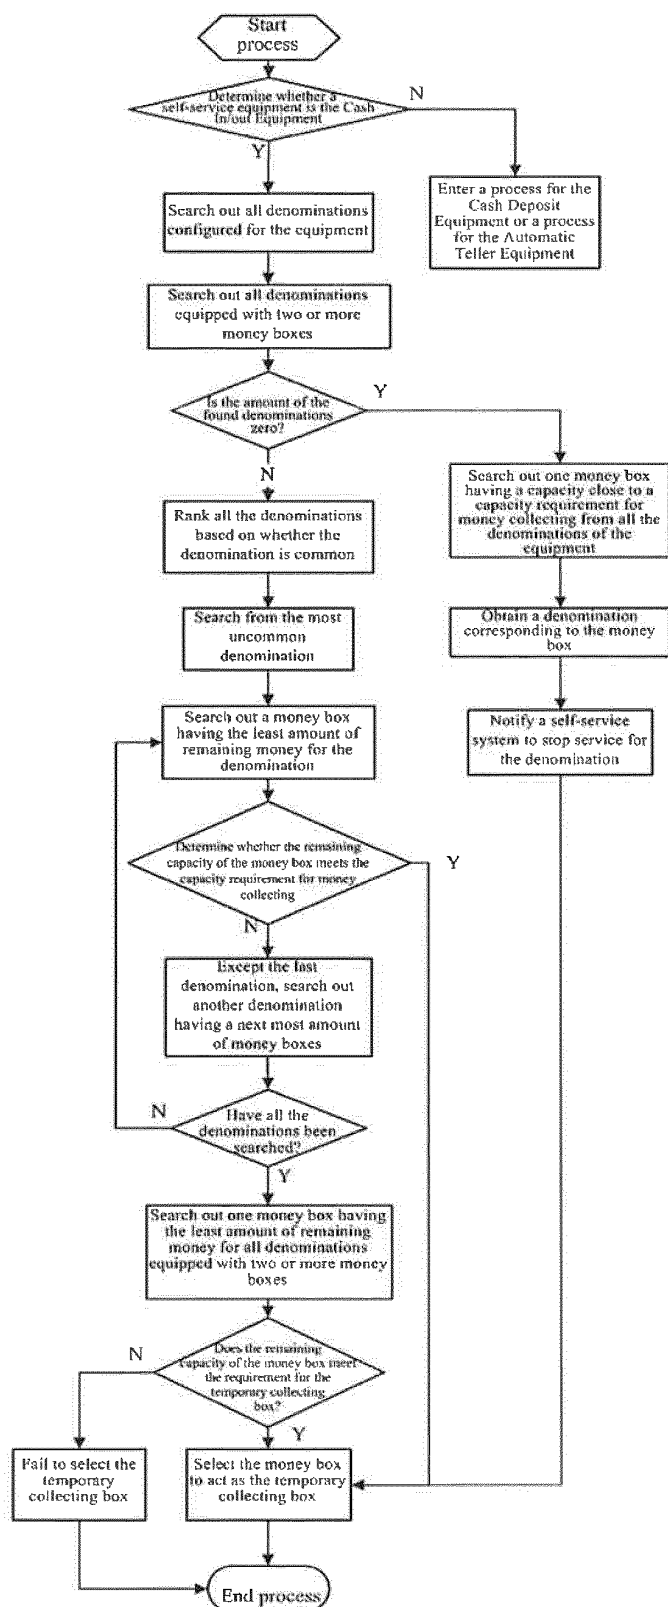 Start
process
Determine whether a
self-service equipment is the Cash
In/out Equipment
N
Y
Enter a process for the
Cash Deposit
Equipment or a process
for the Automatic
Teller Equipment
Search out all denominations
configured for the equipment
Search out all denominations
equipped with two or more
money boxes
Is the amount of the
found denominations
zero?
Y
N
Search out one money box
having a capacity close to a
capacity requirement for
money collecting from all the
denominations of the
equipment
Rank all the denominations
based on whether the
denomination is common
Obtain a denomination
corresponding to the money
box
Search from the most
uncommon
denomination
Notify a self-service
system to stop service for
the denomination
Search out a money box
having the least amount of
remaining money for the
denomination
Determine whether the remaining
capacity of the money box meets the
capacity requirement for money
collecting
Y
N
Except the last
denomination, search out
another denomination
having a next most amount
of money boxes
N
Have all the
denominations been
searched?
Y
Search out one money box having
the least amount of remaining
money for all denominations
equipped with two or more money
boxes
Does the remaining
capacity of the money box meet
the requirement for the
temporary collecting
box?
N
Y
Fail to select the
temporary
collecting box
Select the money box
to act as the temporary
collecting box
End process